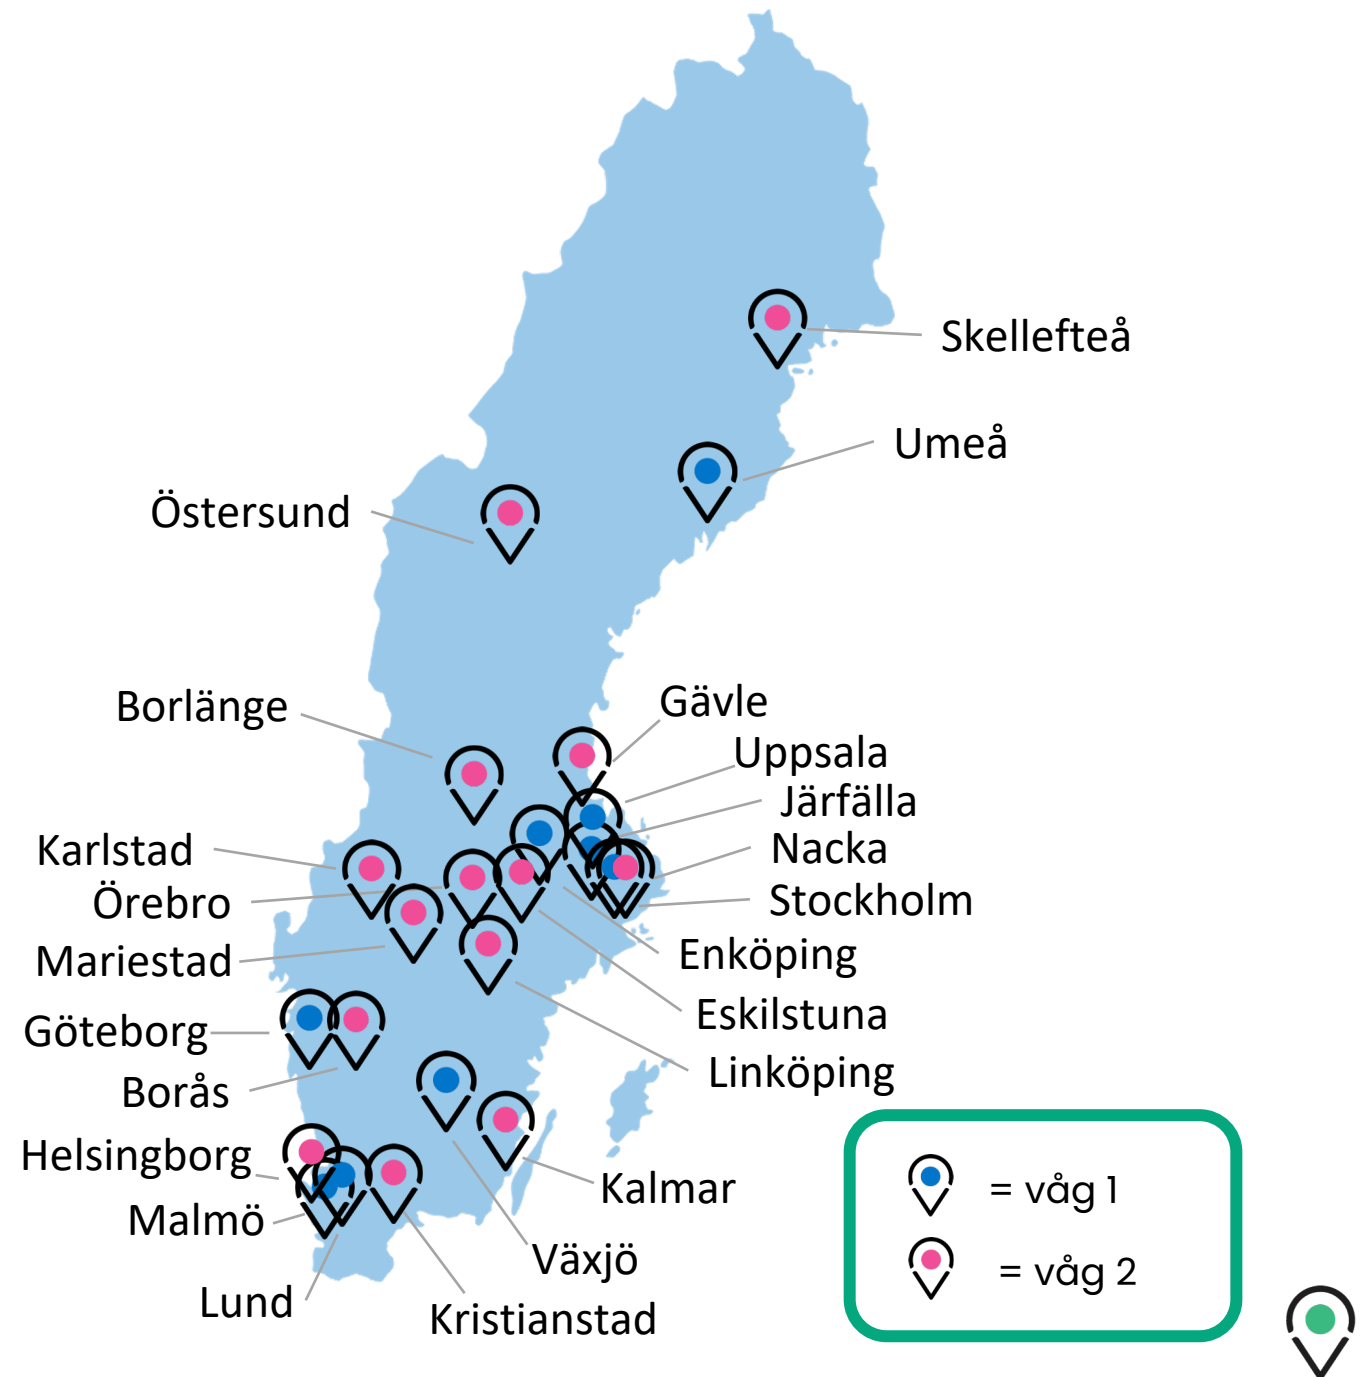 Skellefteå
Umeå
Östersund
Borlänge
Gävle
Uppsala
Järfälla
Karlstad
Nacka
Örebro
Stockholm
Mariestad
Enköping
Eskilstuna
Göteborg
Linköping
Borås
Helsingborg
Kalmar
Malmö
Växjö
Lund
Kristianstad
= våg 1
= våg 2